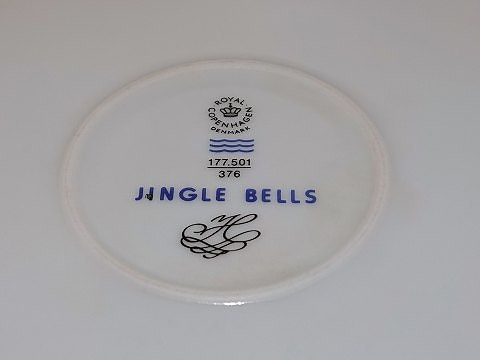 ROYAL
COPENHAGEN
DENMARK
177.501
376
JINGLE BELLS
H